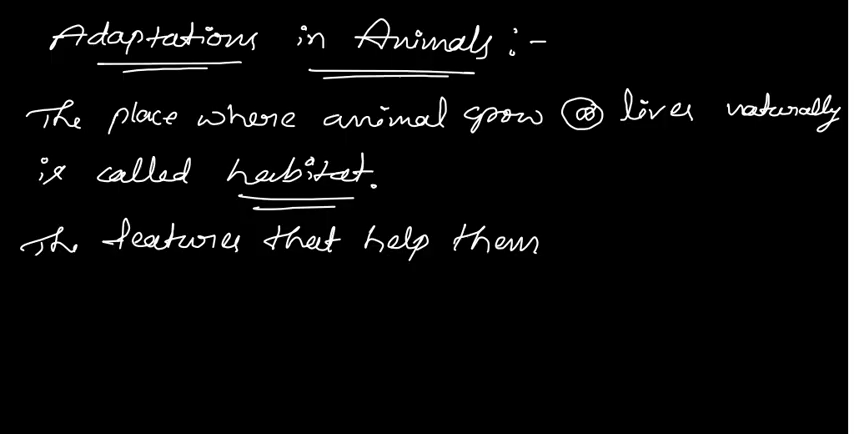 Adaptations in Animals :-
The place where animal grow or lives naturally
is called habitat.
The features that help them